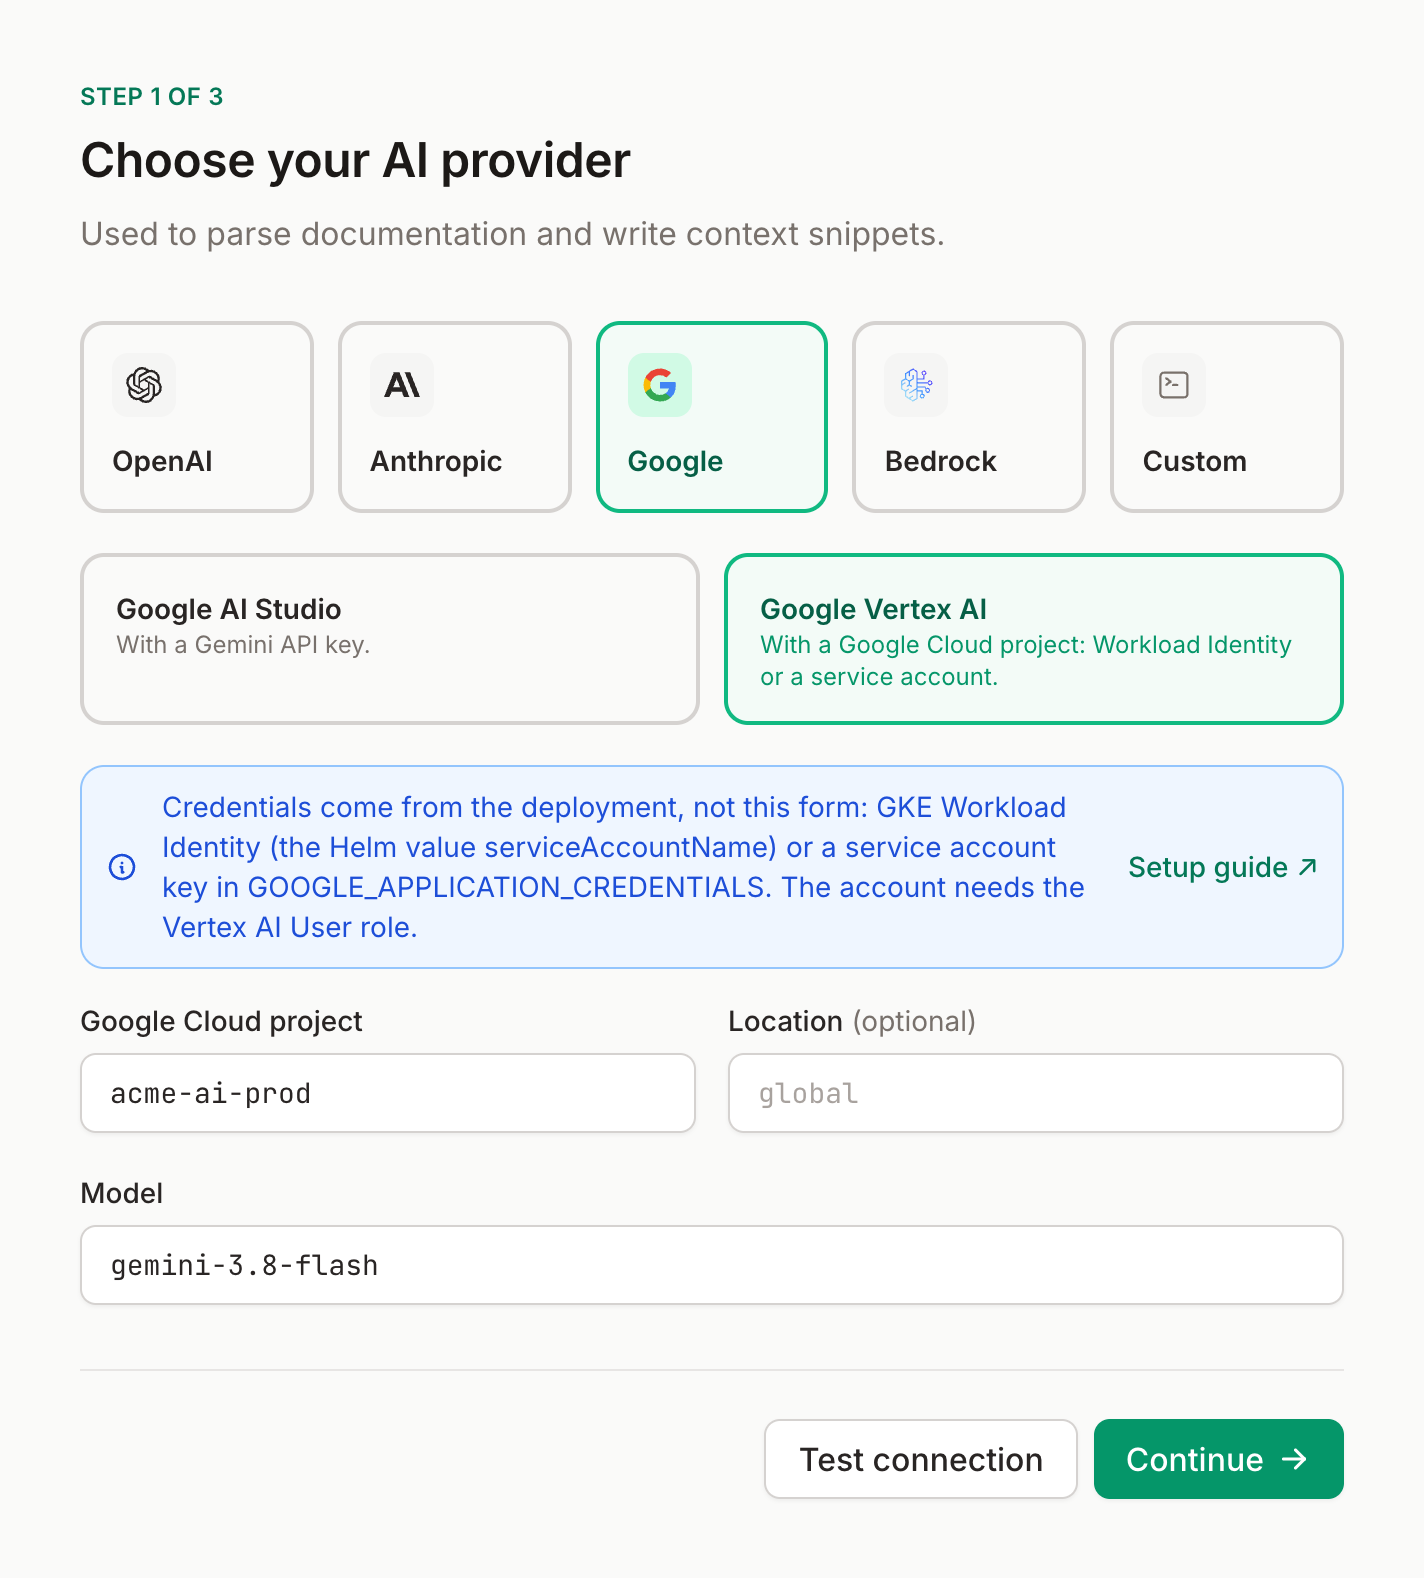 STEP 1 OF 3
Choose your AI provider
Used to parse documentation and write context snippets.
OpenAI
Anthropic
Google
Bedrock
Custom
Google AI Studio
With a Gemini API key.
Google Vertex AI
With a Google Cloud project: Workload Identity
or a service account.
Credentials come from the deployment, not this form: GKE Workload
Identity (the Helm value serviceAccountName) or a service account
key in GOOGLE_APPLICATION_CREDENTIALS. The account needs the
Vertex AI User role.
Setup guide ↗
Google Cloud project
acme-ai-prod
Location (optional)
global
Model
gemini-3.8-flash
Test connection
Continue →